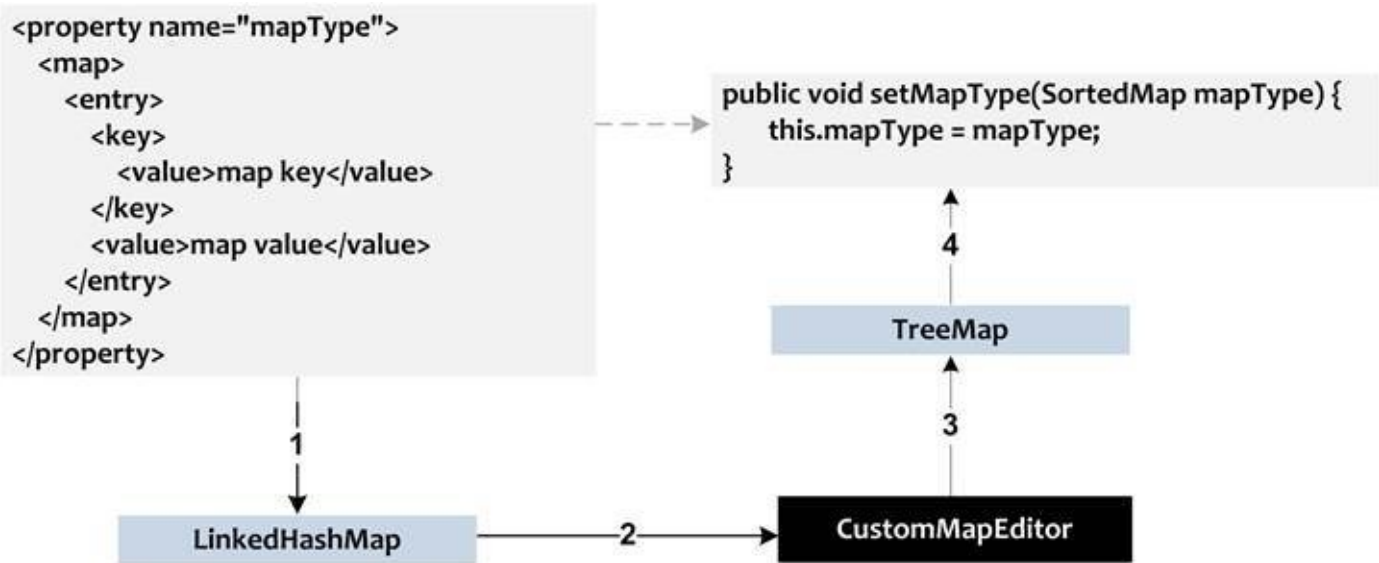 <property name="mapType">
<map>
<entry>
<key>
<value>map key</value>
</key>
<value>map value</value>
</entry>
</map>
</property>
public void setMapType(SortedMap mapType) {
this.mapType = mapType;
}
4
TreeMap
3
1
LinkedHashMap
2
CustomMapEditor